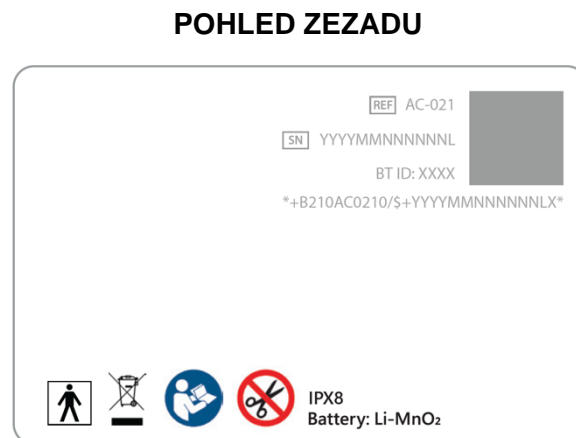 POHLED ZEZADU
REF AC-021
SN YYYYMMNNNNNNL
BT ID: XXXX
*+B210AC0210/$+YYYYMMNNNNNNLX*
IPX8
Battery: Li-MnO₂